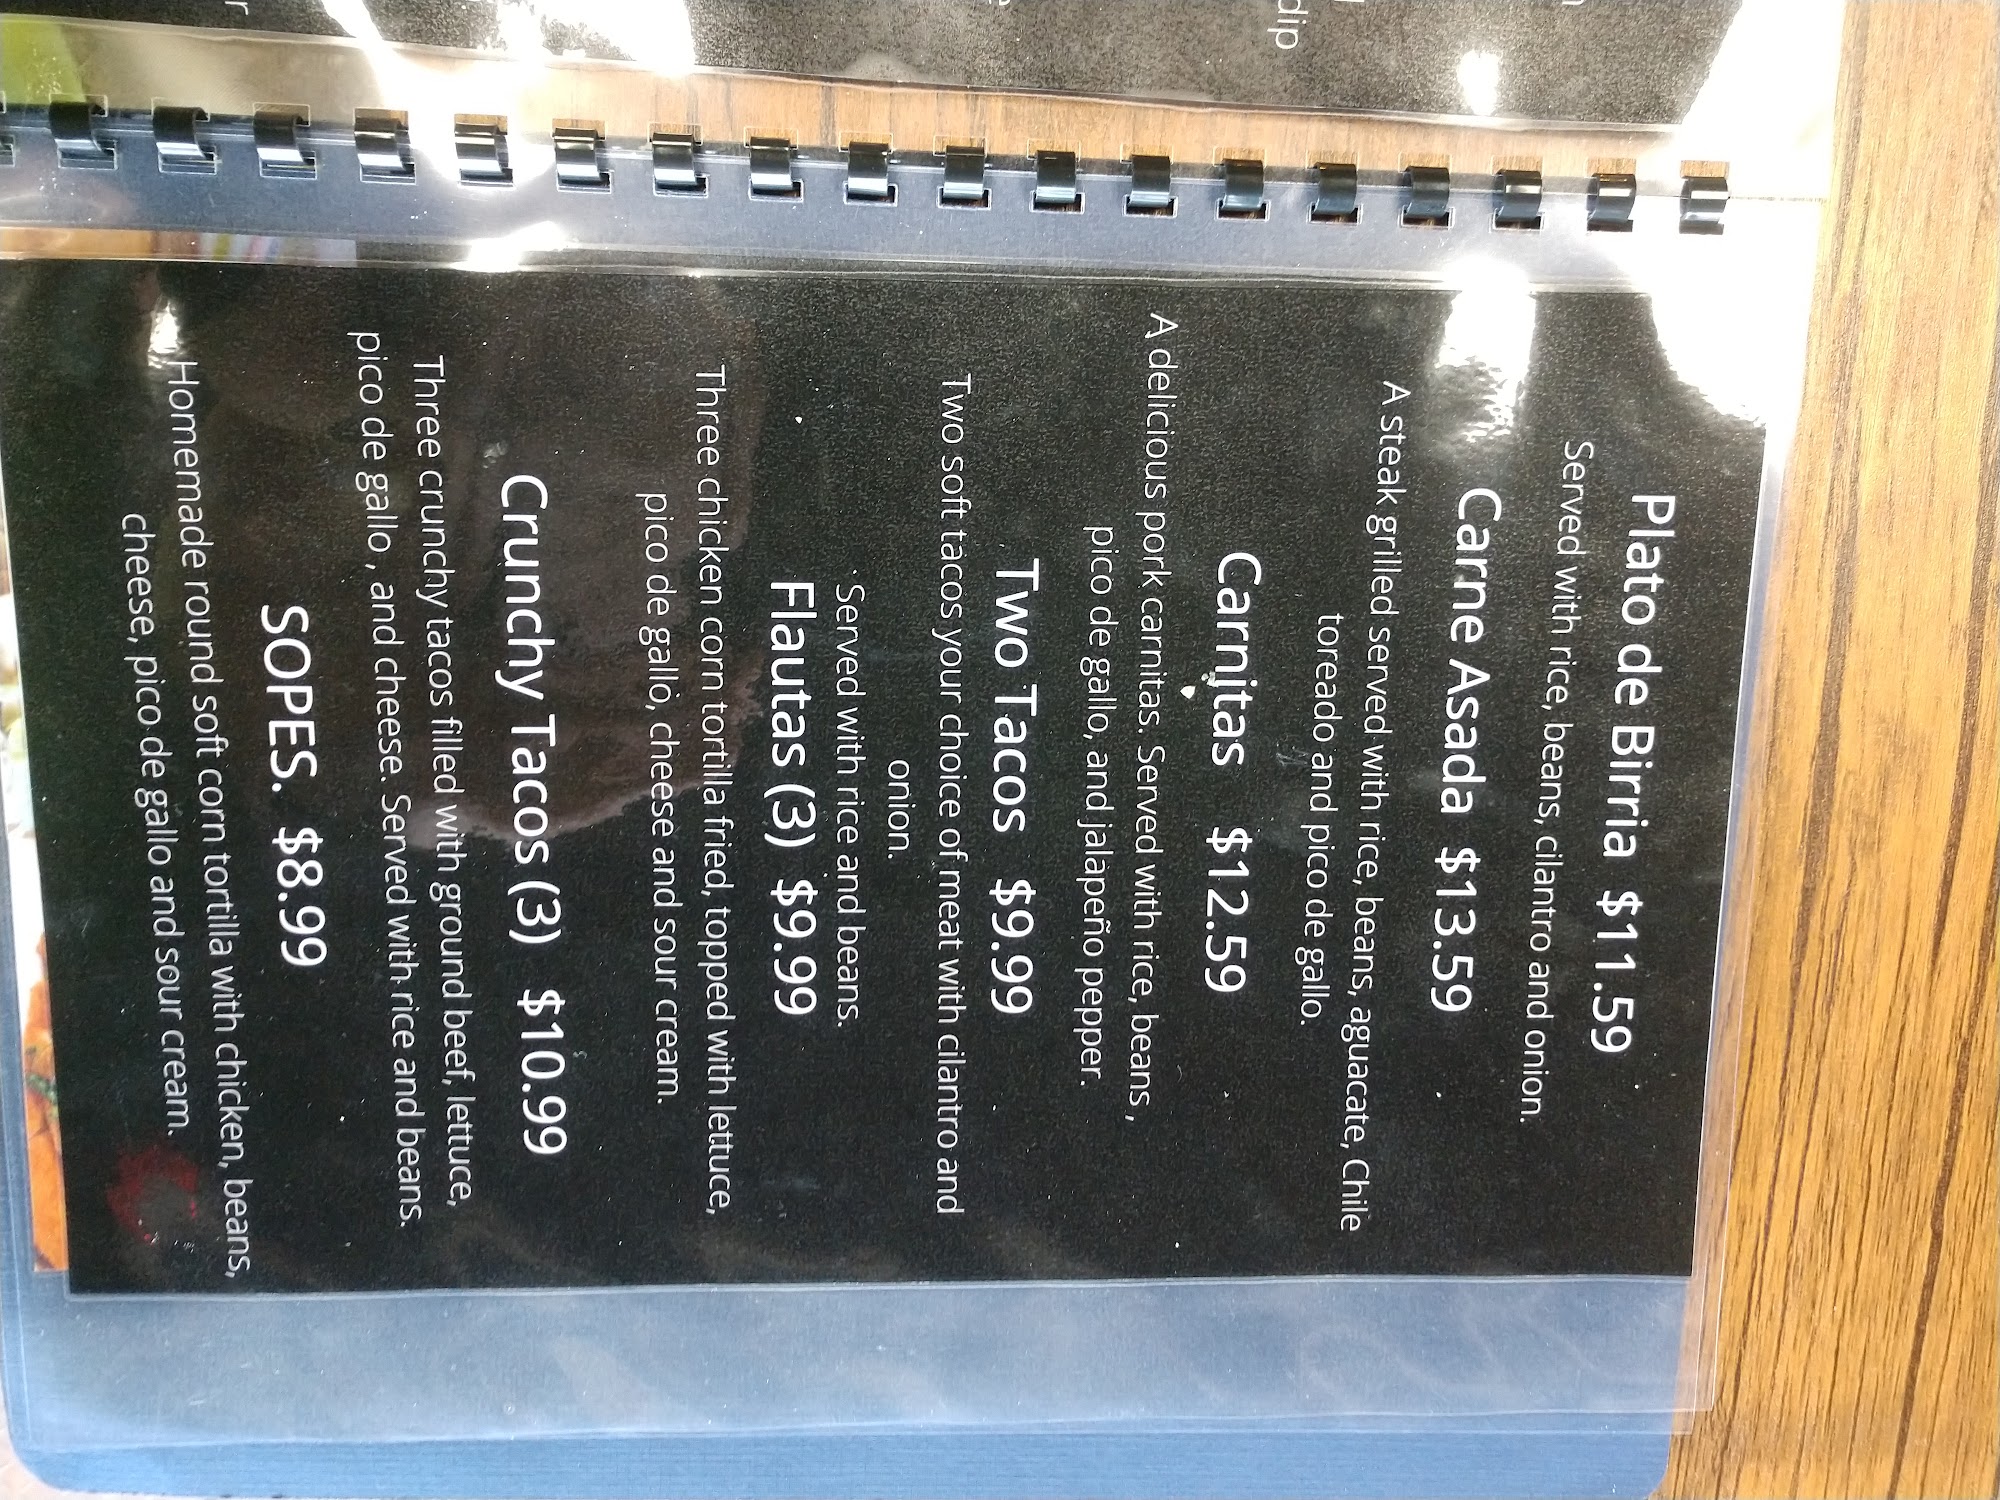 dip
Plato de Birria $11.59
Served with rice, beans, cilantro and onion.
Carne Asada $13.59
A steak grilled served with rice, beans, aguacate, Chile
toreado and pico de gallo.
Carnitas $12.59
A delicious pork carnitas. Served with rice, beans ,
pico de gallo, and jalapeño pepper.
Two Tacos $9.99
Two soft tacos your choice of meat with cilantro and
onion.
Served with rice and beans.
Flautas (3) $9.99
Three chicken corn tortilla fried, topped with lettuce,
pico de gallo, cheese and sour cream.
Crunchy Tacos (3) $10.99
Three crunchy tacos filled with ground beef, lettuce,
pico de gallo , and cheese. Served with rice and beans.
SOPES. $8.99
Homemade round soft corn tortilla with chicken, beans,
cheese, pico de gallo and sour cream.